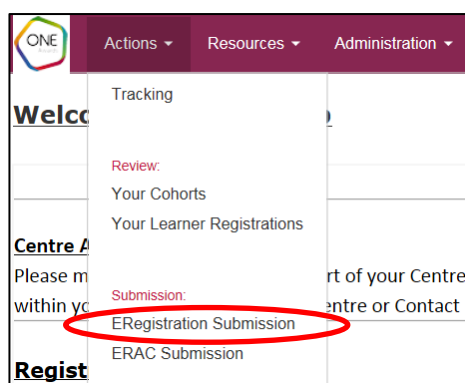 ONE
Actions Resources Administration
Tracking
Welc
Review:
Your Cohorts
Your Learner Registrations
Centre A
Please m rt of your Centre
Submission:
within yo entre or Contact
ERegistration Submission
ERAC Submission
Regist